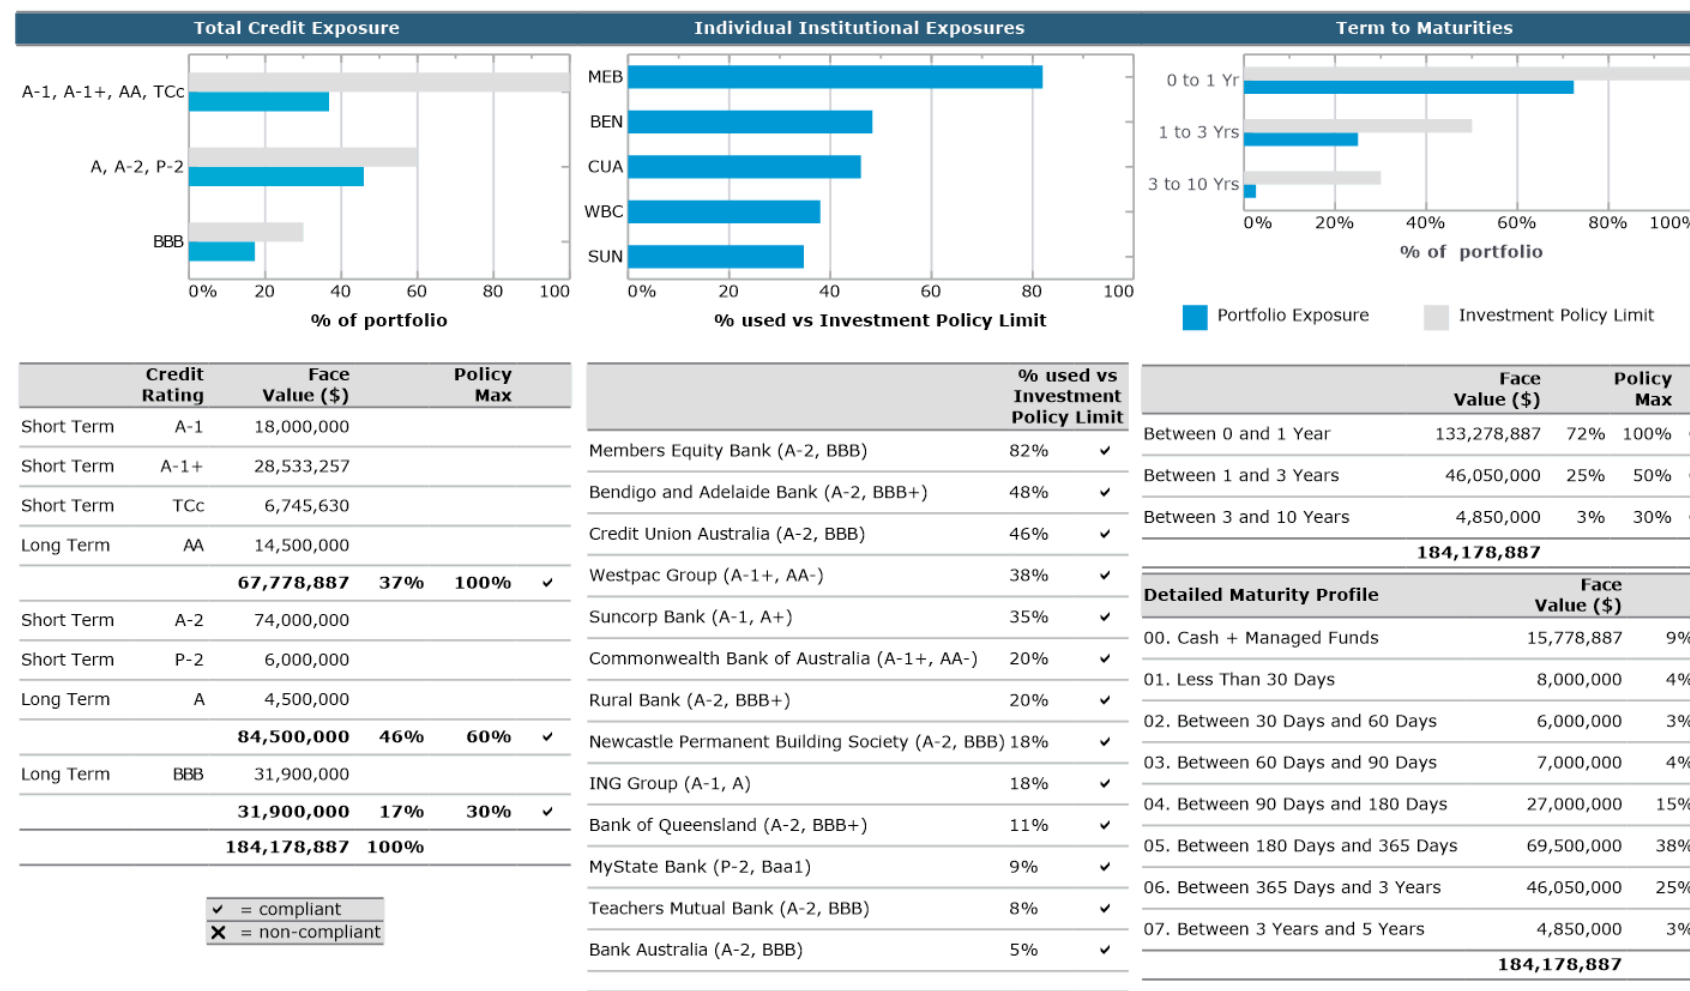 Total Credit Exposure
A-1, A-1+, AA, TCc
A, A-2, P-2
BBB
0% 20 40 60 80 100
% of portfolio
Credit Rating Face Value ($) Policy Max
Short Term A-1 18,000,000
Short Term A-1+ 28,533,257
Short Term TCc 6,745,630
Long Term AA 14,500,000
67,778,887 37% 100% ✔
Short Term A-2 74,000,000
Short Term P-2 6,000,000
Long Term A 4,500,000
84,500,000 46% 60% ✔
Long Term BBB 31,900,000
31,900,000 17% 30% ✔
184,178,887 100%
✔ = compliant
✘ = non-compliant
Individual Institutional Exposures
MEB
BEN
CUA
WBC
SUN
0% 20 40 60 80 100
% used vs Investment Policy Limit
% used vs
Investment
Policy Limit
Members Equity Bank (A-2, BBB) 82% ✔
Bendigo and Adelaide Bank (A-2, BBB+) 48% ✔
Credit Union Australia (A-2, BBB) 46% ✔
Westpac Group (A-1+, AA-) 38% ✔
Suncorp Bank (A-1, A+) 35% ✔
Commonwealth Bank of Australia (A-1+, AA-) 20% ✔
Rural Bank (A-2, BBB+) 20% ✔
Newcastle Permanent Building Society (A-2, BBB) 18% ✔
ING Group (A-1, A) 18% ✔
Bank of Queensland (A-2, BBB+) 11% ✔
MyState Bank (P-2, Baa1) 9% ✔
Teachers Mutual Bank (A-2, BBB) 8% ✔
Bank Australia (A-2, BBB) 5% ✔
Term to Maturities
0 to 1 Yr
1 to 3 Yrs
3 to 10 Yrs
0% 20% 40% 60% 80% 100%
% of portfolio
Portfolio Exposure Investment Policy Limit
Face Value ($) Policy Max
Between 0 and 1 Year 133,278,887 72% 100%
Between 1 and 3 Years 46,050,000 25% 50%
Between 3 and 10 Years 4,850,000 3% 30%
184,178,887
Detailed Maturity Profile Face Value ($)
00. Cash + Managed Funds 15,778,887 9%
01. Less Than 30 Days 8,000,000 4%
02. Between 30 Days and 60 Days 6,000,000 3%
03. Between 60 Days and 90 Days 7,000,000 4%
04. Between 90 Days and 180 Days 27,000,000 15%
05. Between 180 Days and 365 Days 69,500,000 38%
06. Between 365 Days and 3 Years 46,050,000 25%
07. Between 3 Years and 5 Years 4,850,000 3%
184,178,887